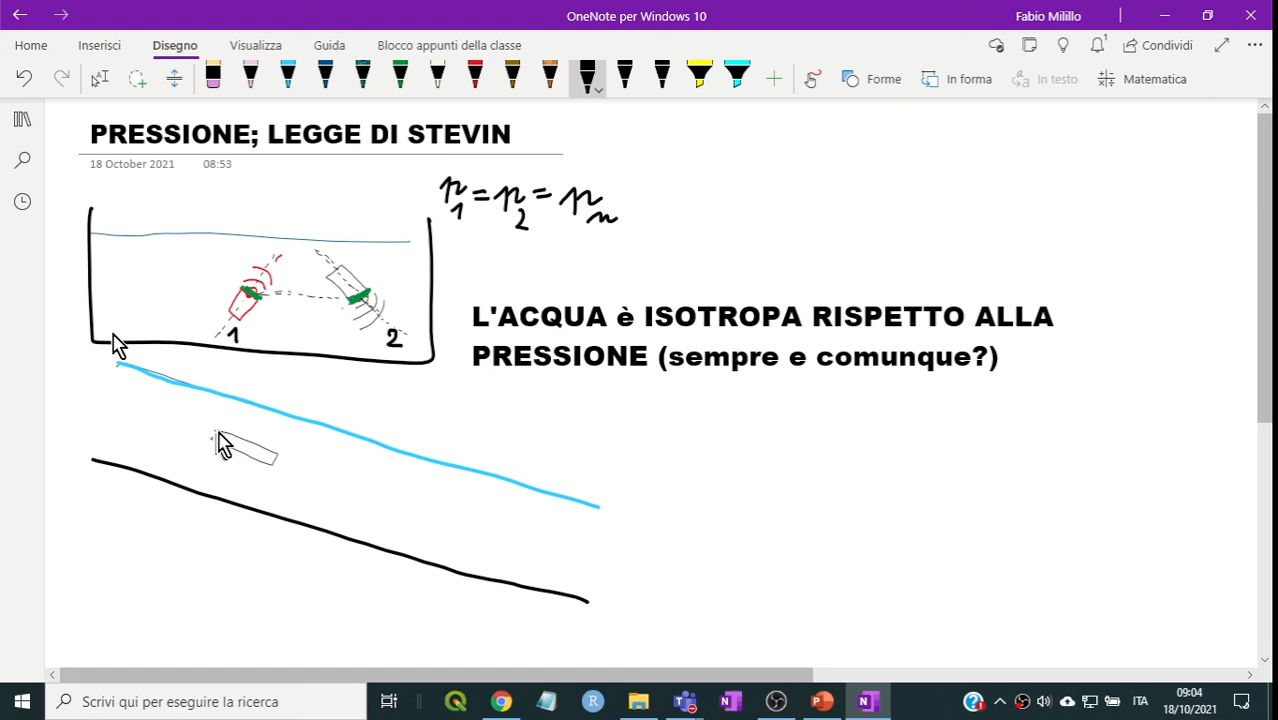 OneNote per Windows 10
Fabio Milillo
Home Inserisci Disegno Visualizza Guida Blocco appunti della classe
Condividi
Forme In forma In testo Matematica
PRESSIONE; LEGGE DI STEVIN
18 October 2021 08:53
p1 = p2 = pn
1 2
L'ACQUA è ISOTROPA RISPETTO ALLA
PRESSIONE (sempre e comunque?)
Scrivi qui per eseguire la ricerca
ITA
09:04
18/10/2021